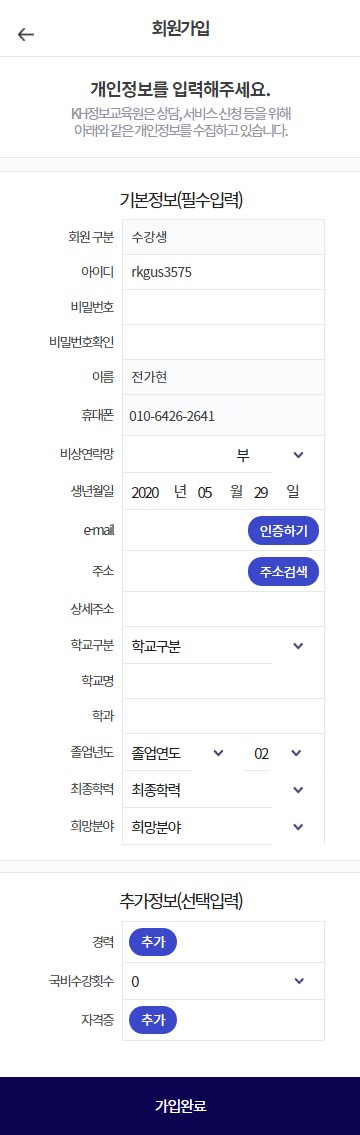 회원가입
개인정보를 입력해주세요.
KH정보교육원은 상담, 서비스 신청 등을 위해
아래와 같은 개인정보를 수집하고 있습니다.
기본정보(필수입력)
회원 구분 수강생
아이디 rkgus3575
비밀번호
비밀번호확인
이름 전가현
휴대폰 010-6426-2641
비상연락망 부
생년월일 2020 년 05 월 29 일
e-mail 인증하기
주소 주소검색
상세주소
학교구분 학교구분
학교명
학과
졸업년도 졸업연도 02
최종학력 최종학력
희망분야 희망분야
추가정보(선택입력)
경력 추가
국비수강횟수 0
자격증 추가
가입완료